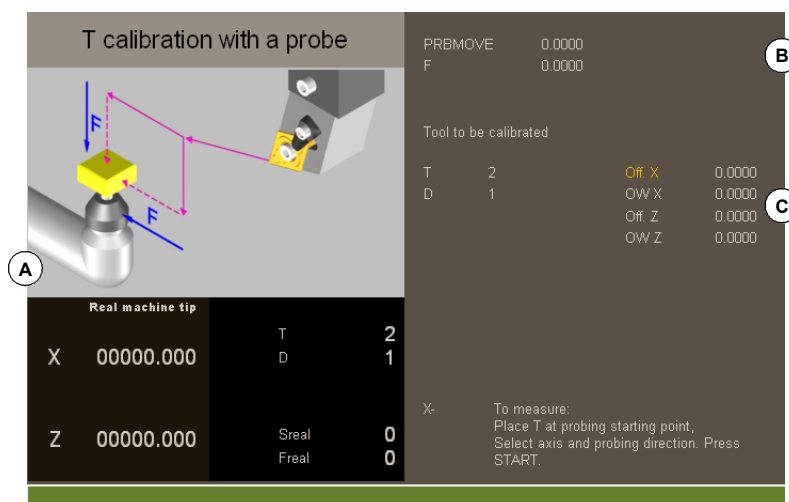 T calibration with a probe
F
F
A
Real machine tip
X 00000.000
Z 00000.000
T 2
D 1
Sreal 0
Freal 0
PRBMOVE 0.0000
F 0.0000
B
Tool to be calibrated
T 2 Off. X 0.0000
D 1 OW X 0.0000
Off. Z 0.0000
OW Z 0.0000
C
X- To measure:
Place T at probing starting point,
Select axis and probing direction. Press
START.